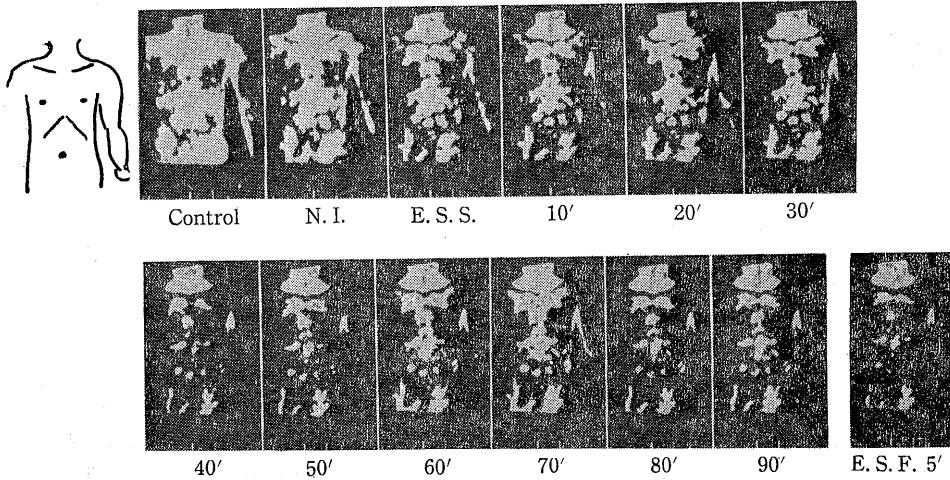 Control N. I. E. S. S. 10′ 20′ 30′
40′ 50′ 60′ 70′ 80′ 90′ E. S. F. 5′